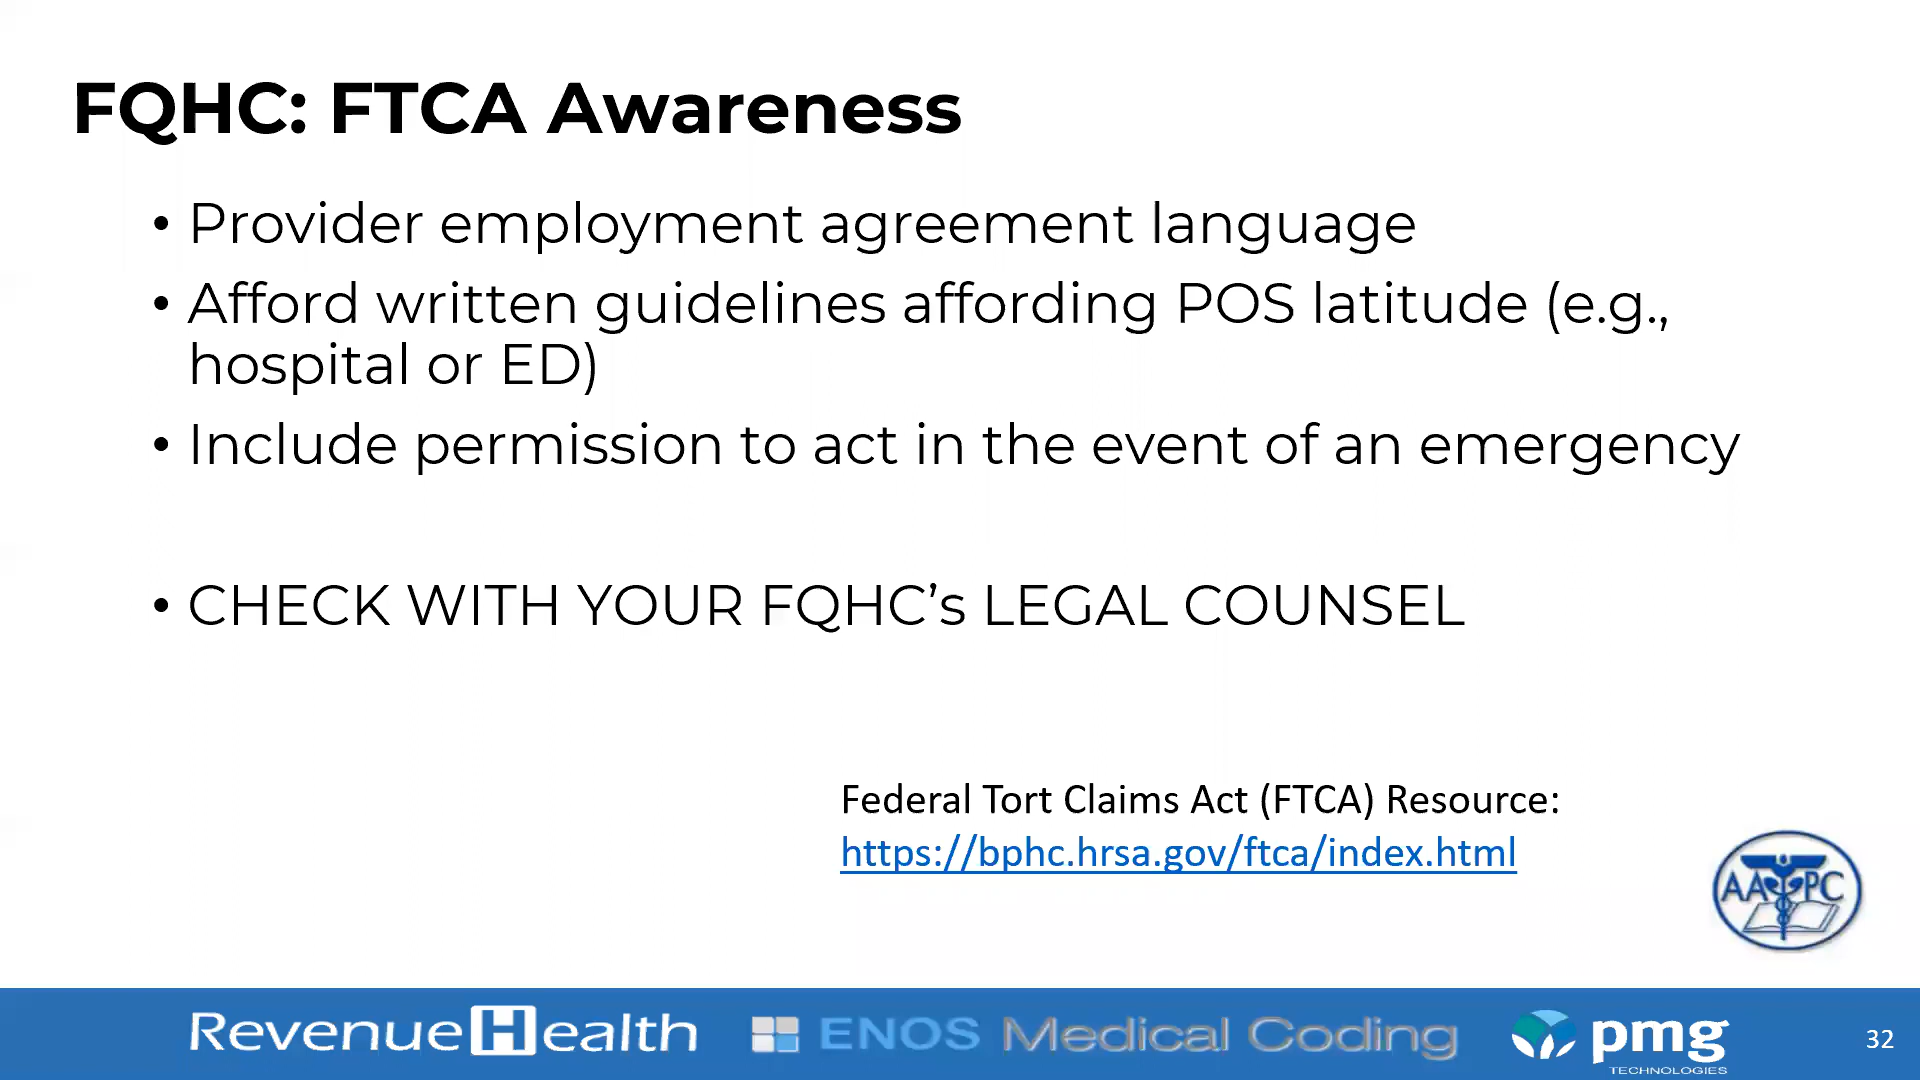 FQHC: FTCA Awareness
• Provider employment agreement language
• Afford written guidelines affording POS latitude (e.g.,
hospital or ED)
• Include permission to act in the event of an emergency
• CHECK WITH YOUR FQHC’s LEGAL COUNSEL
Federal Tort Claims Act (FTCA) Resource:
https://bphc.hrsa.gov/ftca/index.html
AAPC
RevenueHealth
ENOS Medical Coding
pmg
TECHNOLOGIES
32